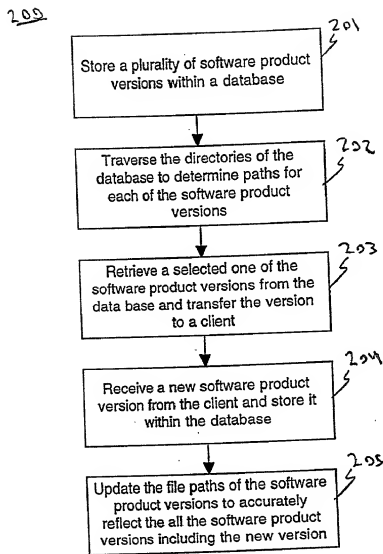 200
201
Store a plurality of software product
versions within a database
202
Traverse the directories of the
database to determine paths for
each of the software product
versions
203
Retrieve a selected one of the
software product versions from the
data base and transfer the version
to a client
204
Receive a new software product
version from the client and store it
within the database
205
Update the file paths of the software
product versions to accurately
reflect the all the software product
versions including the new version